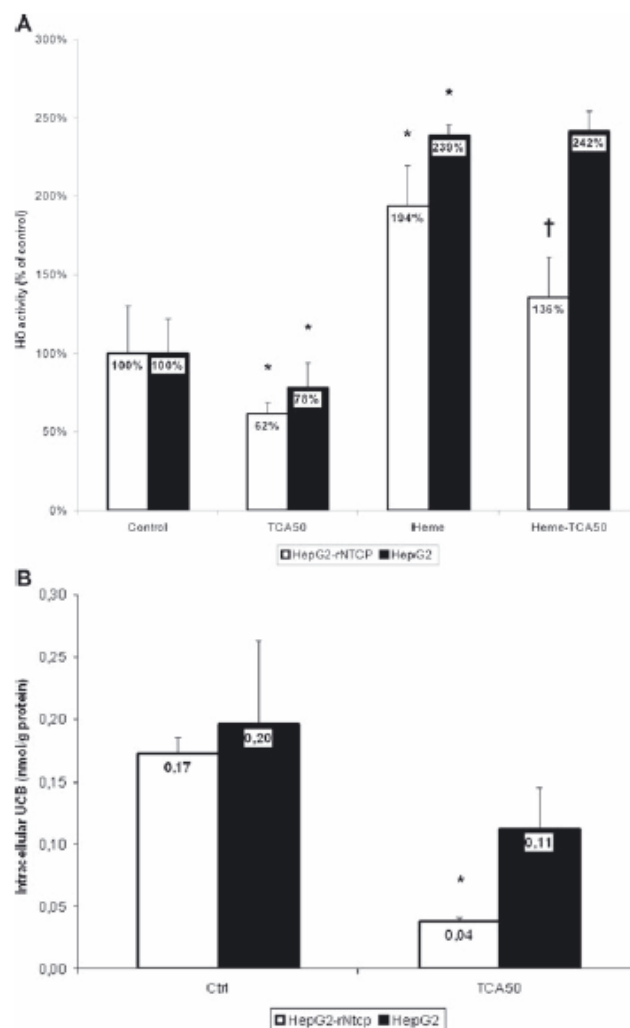 A
300%
250%
200%
150%
100%
50%
0%
HO activity (% of control)
* * * * †
100% 100% 62% 78% 194% 239% 136% 242%
Control TCA50 Heme Heme-TCA50
HepG2-rNTCP HepG2
B
0,30
0,25
0,20
0,15
0,10
0,05
0,00
Intracellular UCB (nmol/g protein)
*
0.17 0,20 0.04 0,11
Ctrl TCA50
HepG2-rNtcp HepG2